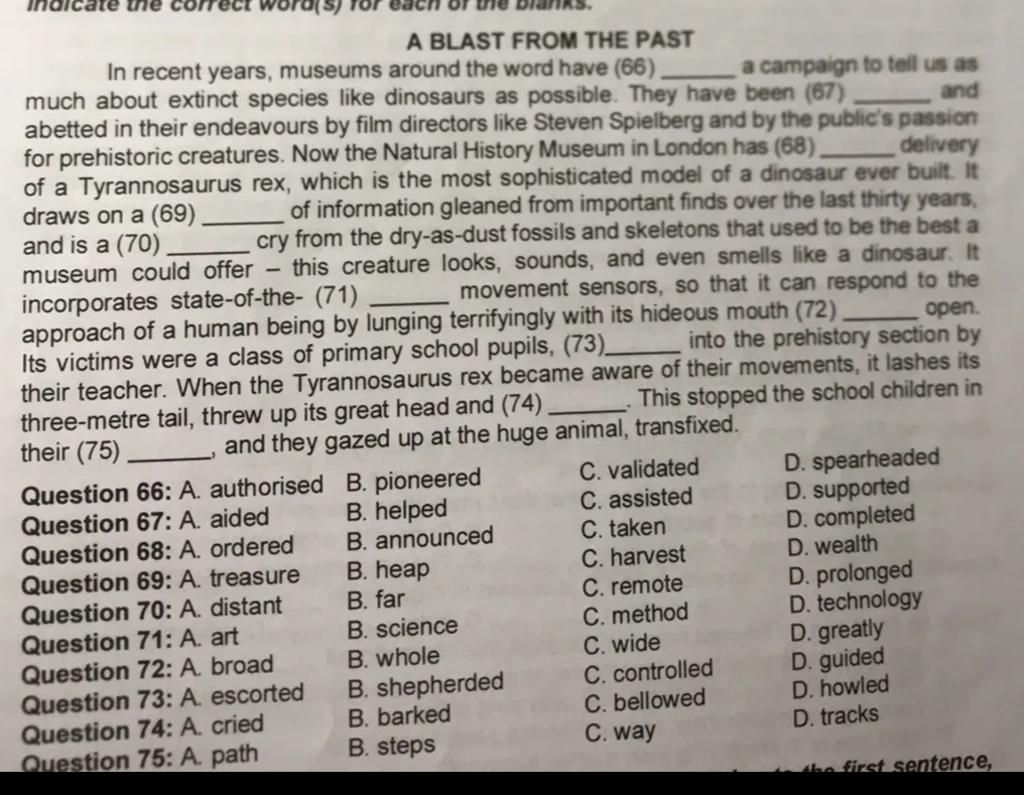 Indicate the correct word(s) for each of the blanks.
A BLAST FROM THE PAST
In recent years, museums around the word have (66) ______ a campaign to tell us as
much about extinct species like dinosaurs as possible. They have been (67) ______ and
abetted in their endeavours by film directors like Steven Spielberg and by the public's passion
for prehistoric creatures. Now the Natural History Museum in London has (68) ______ delivery
of a Tyrannosaurus rex, which is the most sophisticated model of a dinosaur ever built. It
draws on a (69) ______ of information gleaned from important finds over the last thirty years,
and is a (70) ______ cry from the dry-as-dust fossils and skeletons that used to be the best a
museum could offer – this creature looks, sounds, and even smells like a dinosaur. It
incorporates state-of-the- (71) ______ movement sensors, so that it can respond to the
approach of a human being by lunging terrifyingly with its hideous mouth (72) ______ open.
Its victims were a class of primary school pupils, (73)______ into the prehistory section by
their teacher. When the Tyrannosaurus rex became aware of their movements, it lashes its
three-metre tail, threw up its great head and (74) ______. This stopped the school children in
their (75) ______, and they gazed up at the huge animal, transfixed.
Question 66: A. authorised B. pioneered C. validated D. spearheaded
Question 67: A. aided B. helped C. assisted D. supported
Question 68: A. ordered B. announced C. taken D. completed
Question 69: A. treasure B. heap C. harvest D. wealth
Question 70: A. distant B. far C. remote D. prolonged
Question 71: A. art B. science C. method D. technology
Question 72: A. broad B. whole C. wide D. greatly
Question 73: A. escorted B. shepherded C. controlled D. guided
Question 74: A. cried B. barked C. bellowed D. howled
Question 75: A. path B. steps C. way D. tracks
the first sentence,